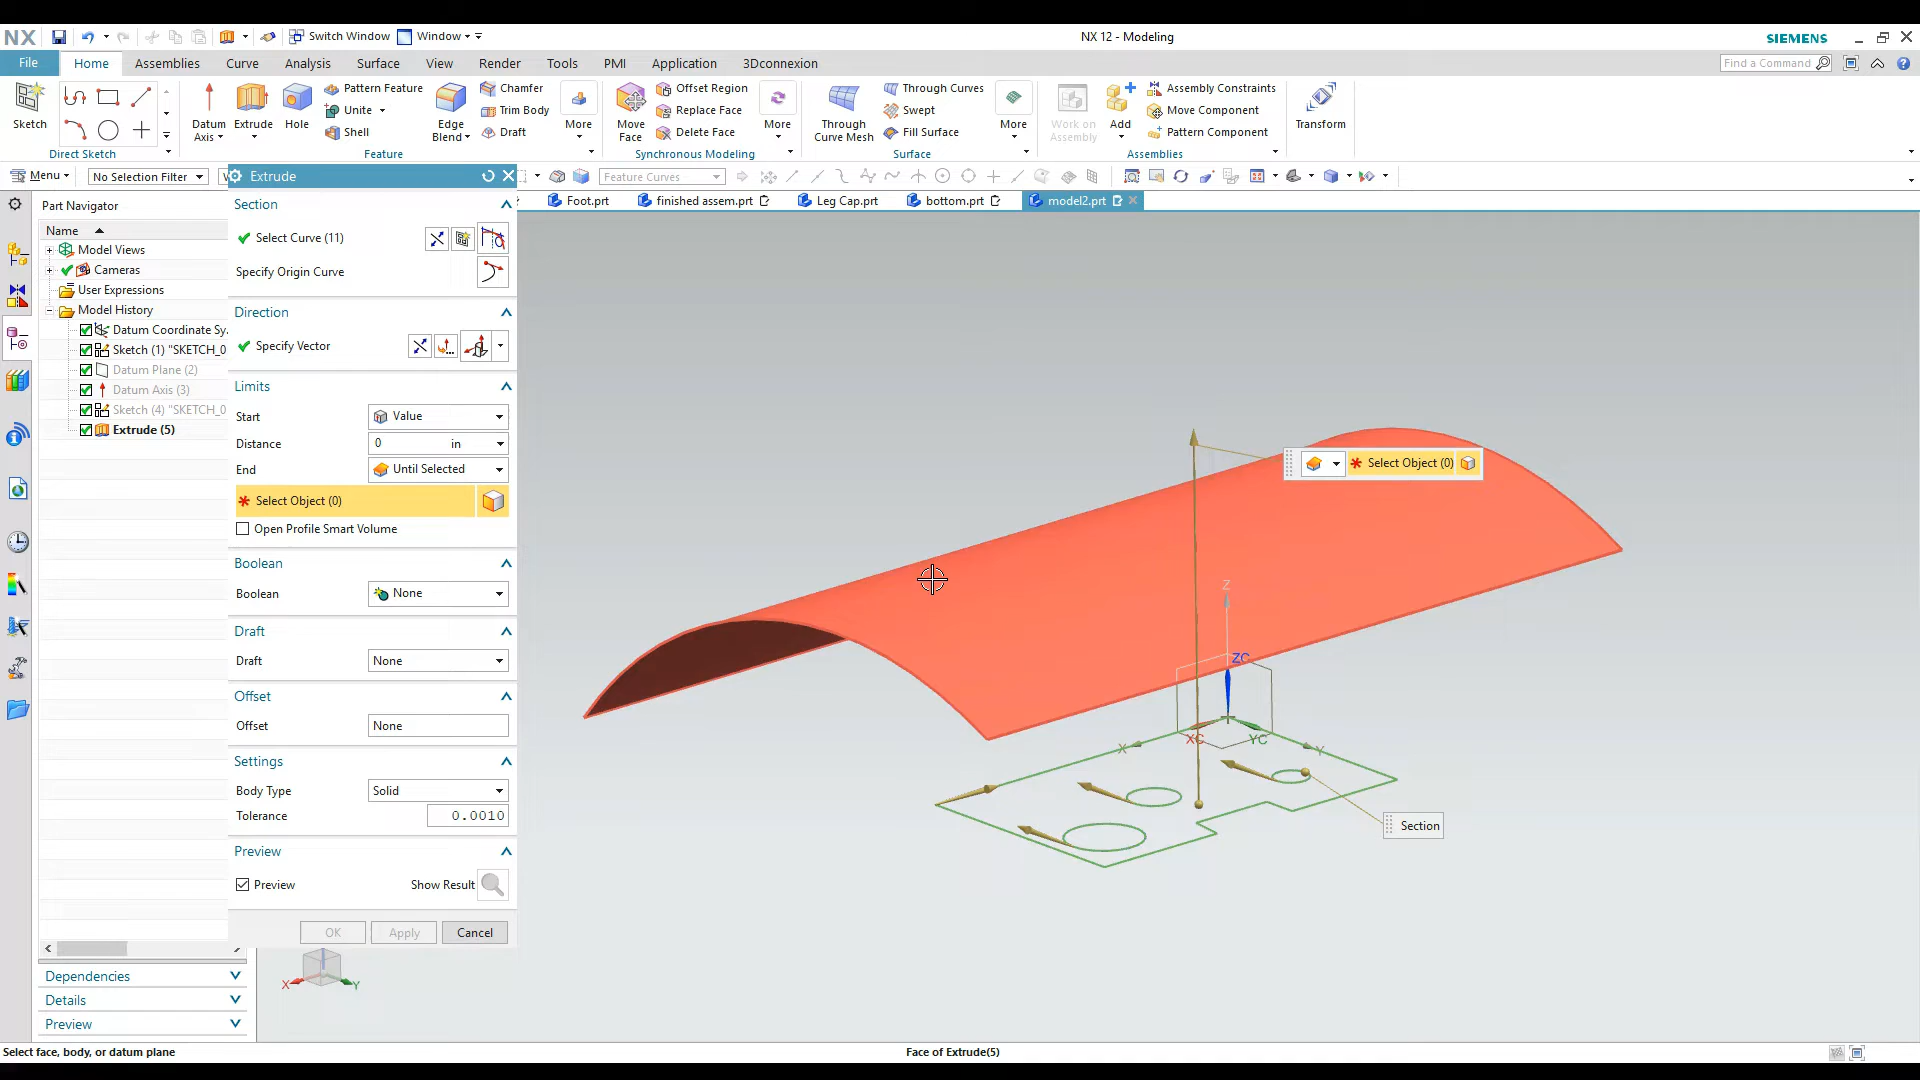 NX
Switch Window
Window
NX 12 - Modeling
SIEMENS
File
Home
Assemblies
Curve
Analysis
Surface
View
Render
Tools
PMI
Application
3Dconnexion
Find a Command
Sketch
Direct Sketch
Datum Axis
Extrude
Hole
Pattern Feature
Unite
Shell
Edge Blend
Chamfer
Trim Body
Draft
More
Feature
Move Face
Offset Region
Replace Face
Delete Face
More
Synchronous Modeling
Through Curve Mesh
Through Curves
Swept
Fill Surface
More
Surface
Work on Assembly
Add
Assembly Constraints
Move Component
Pattern Component
Assemblies
Transform
Menu
No Selection Filter
Feature Curves
Foot.prt
finished assem.prt
Leg Cap.prt
bottom.prt
model2.prt
Part Navigator
Name
Model Views
Cameras
User Expressions
Model History
Datum Coordinate Sy.
Sketch (1) "SKETCH_0
Datum Plane (2)
Datum Axis (3)
Sketch (4) "SKETCH_0
Extrude (5)
Dependencies
Details
Preview
Extrude
Section
Select Curve (11)
Specify Origin Curve
Direction
Specify Vector
Limits
Start
Value
Distance
0
in
End
Until Selected
Select Object (0)
Open Profile Smart Volume
Boolean
Boolean
None
Draft
Draft
None
Offset
Offset
None
Settings
Body Type
Solid
Tolerance
0.0010
Preview
Preview
Show Result
OK
Apply
Cancel
Select Object (0)
Z
ZC
XC
YC
X
Y
Section
X
Y
Select face, body, or datum plane
Face of Extrude(5)